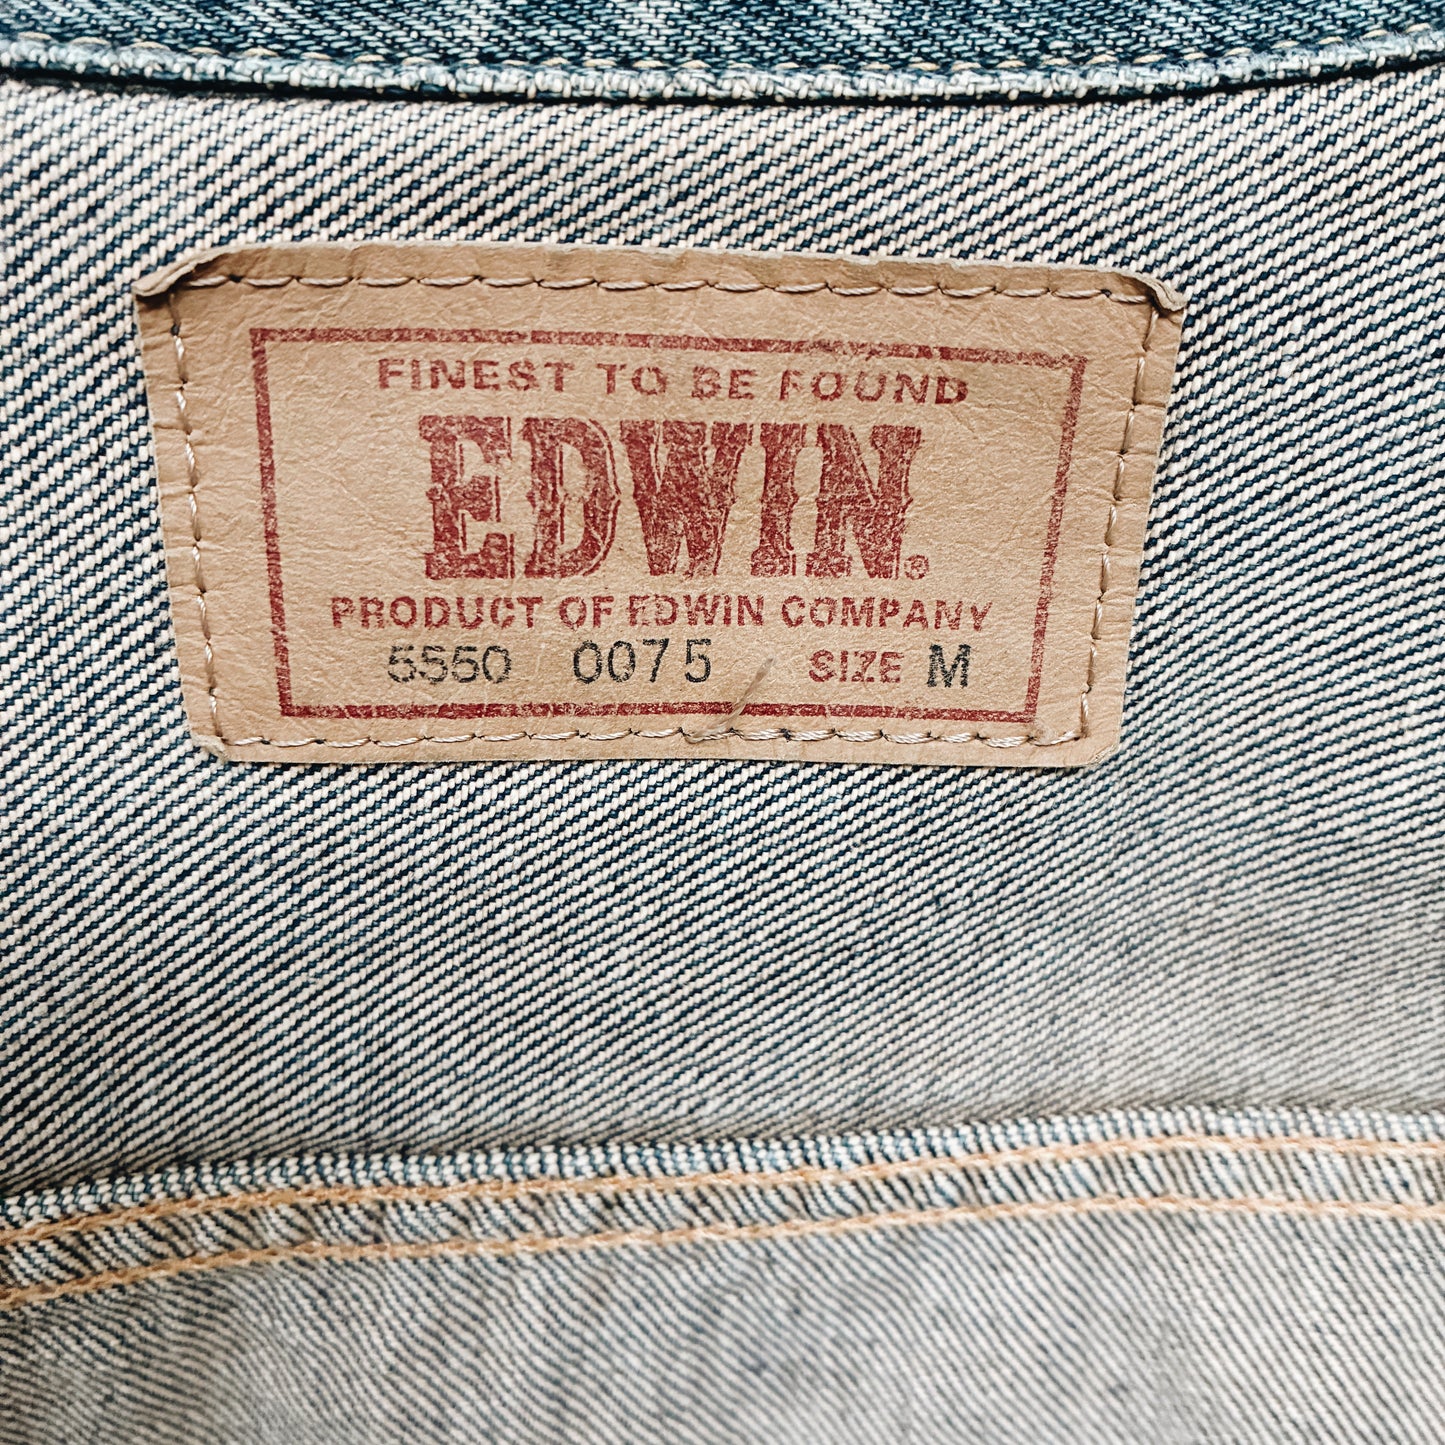 FINEST TO BE FOUND
EDWIN®
PRODUCT OF EDWIN COMPANY
5550 0075 SIZE M